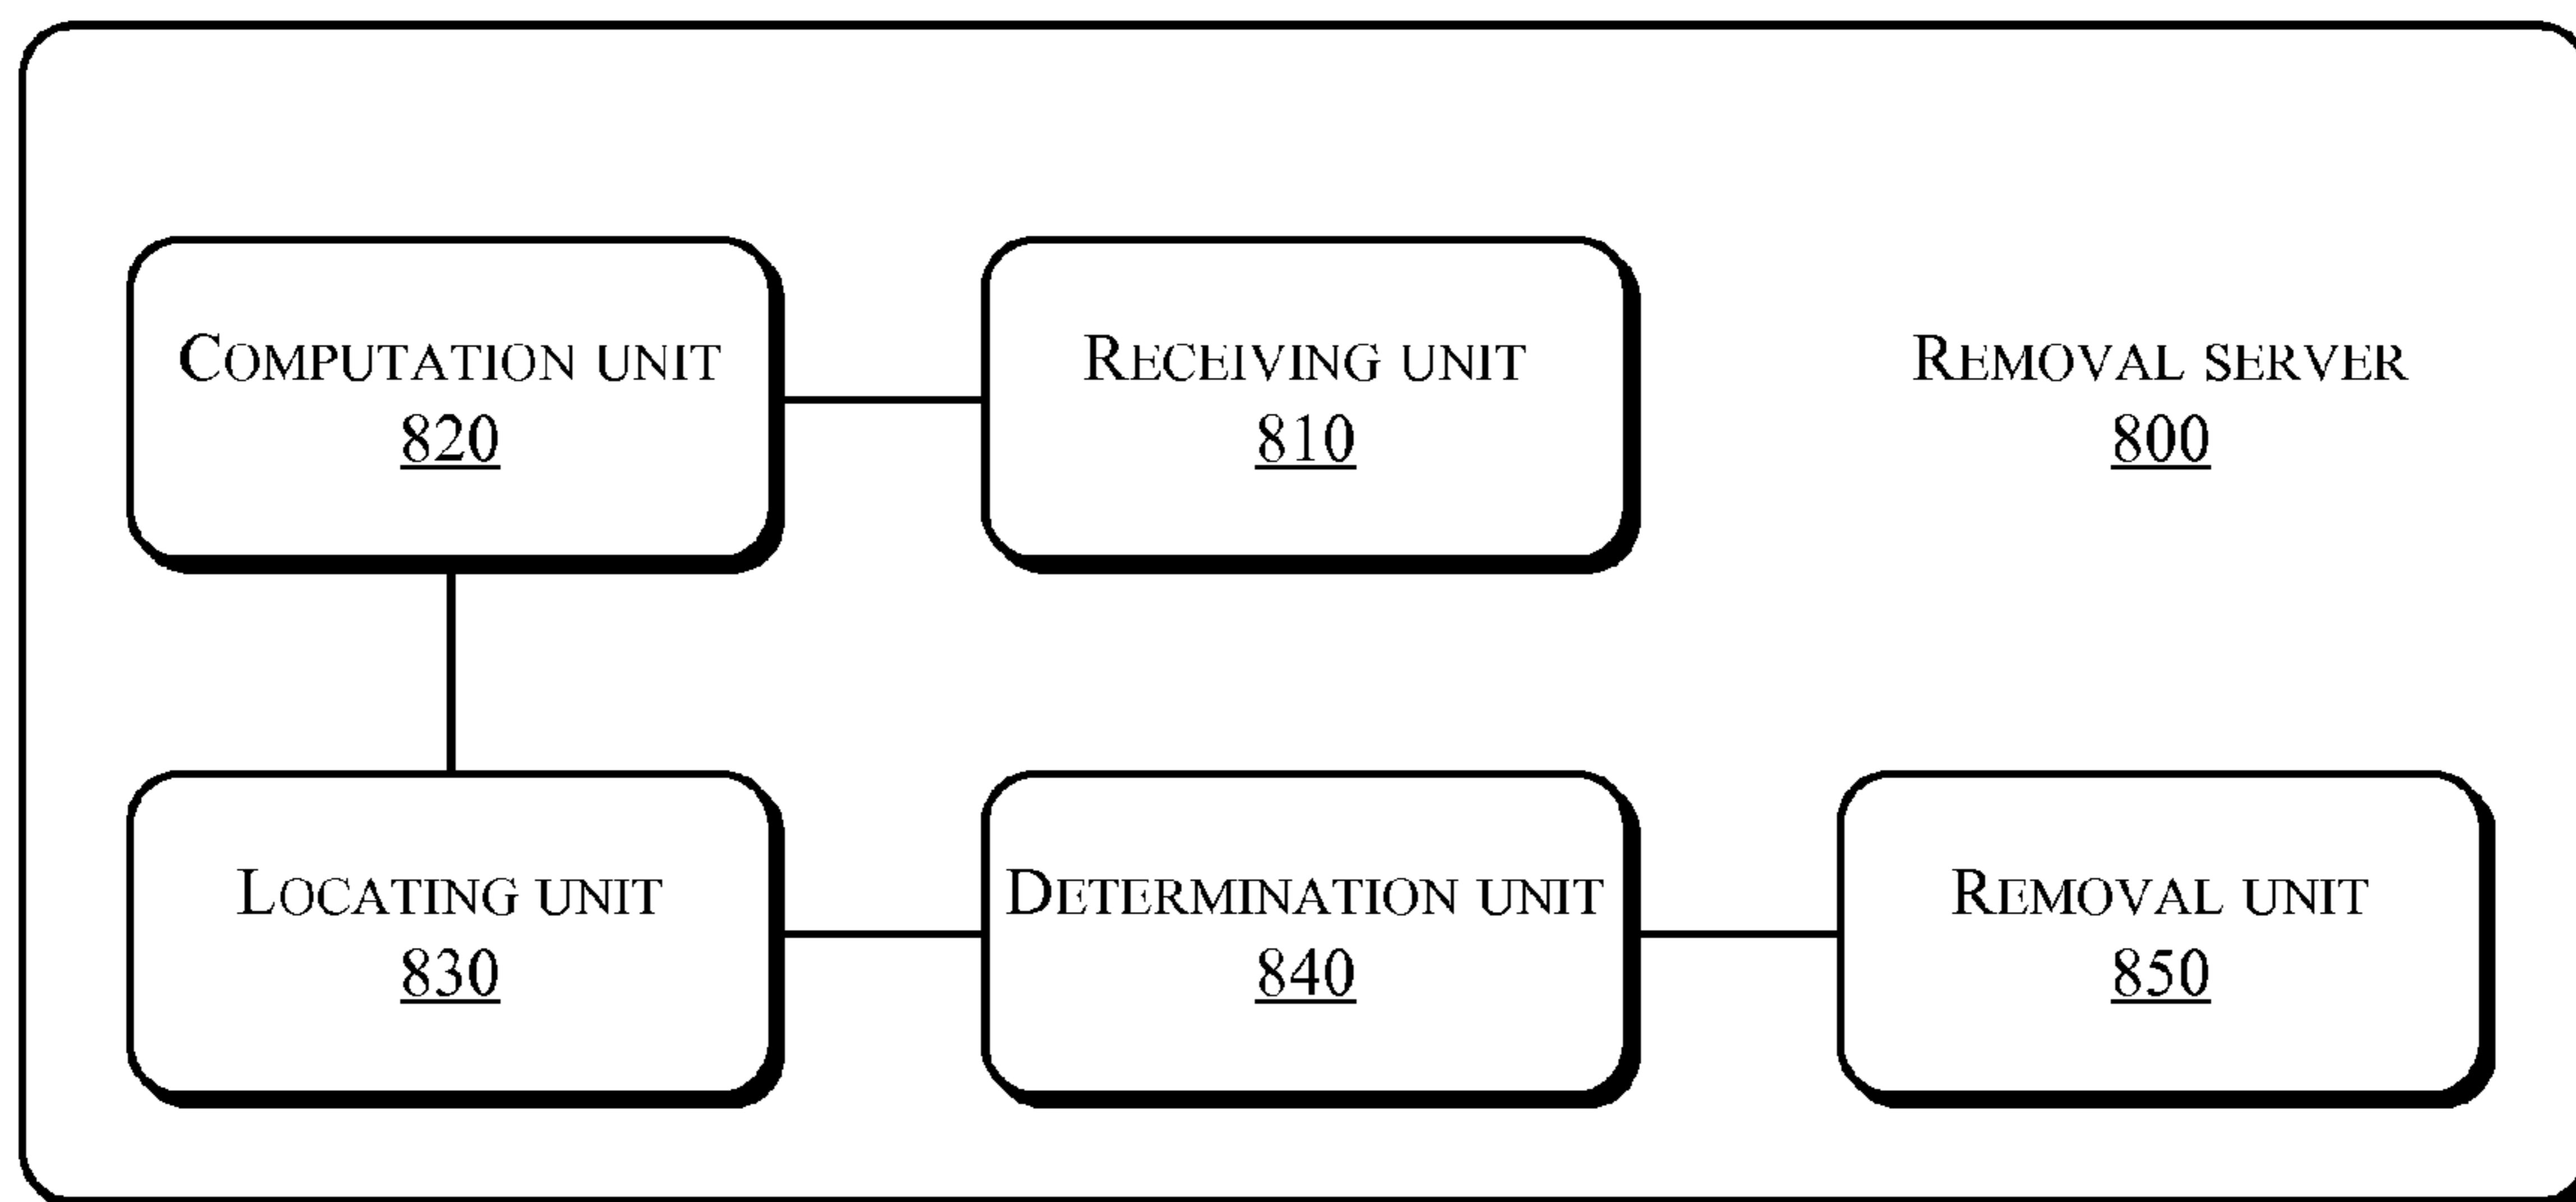 COMPUTATION UNIT
820
RECEIVING UNIT
810
REMOVAL SERVER
800
LOCATING UNIT
830
DETERMINATION UNIT
840
REMOVAL UNIT
850